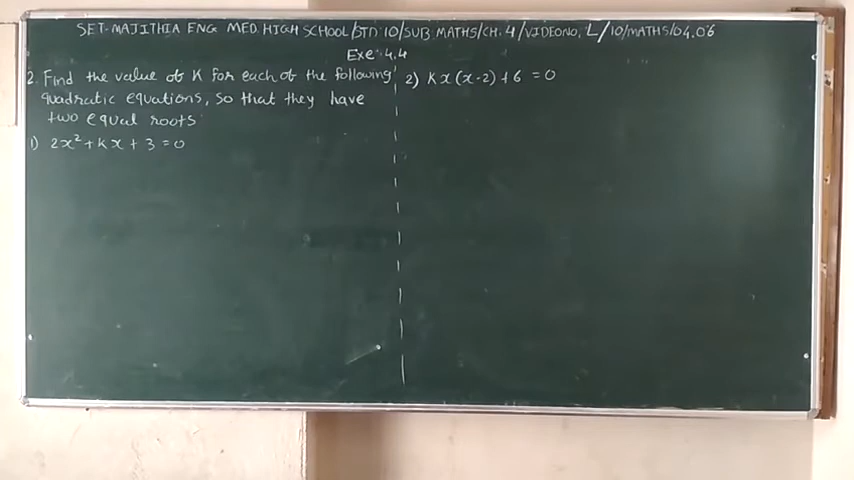 SET-MAJITHIA ENG MED. HIGH SCHOOL/STD 10/SUB. MATHS/CH. 4/VIDEO NO. L/10/MATHS/04.06
Exe 4.4
2. Find the value of K for each of the following
quadratic equations, so that they have
two equal roots.
1) 2x² + kx + 3 = 0
2) Kx(x-2)+6 = 0